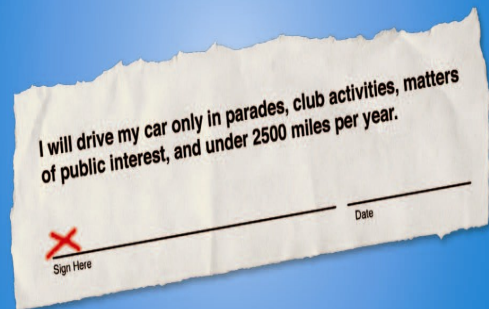 I will drive my car only in parades, club activities, matters
of public interest, and under 2500 miles per year.
Sign Here
Date